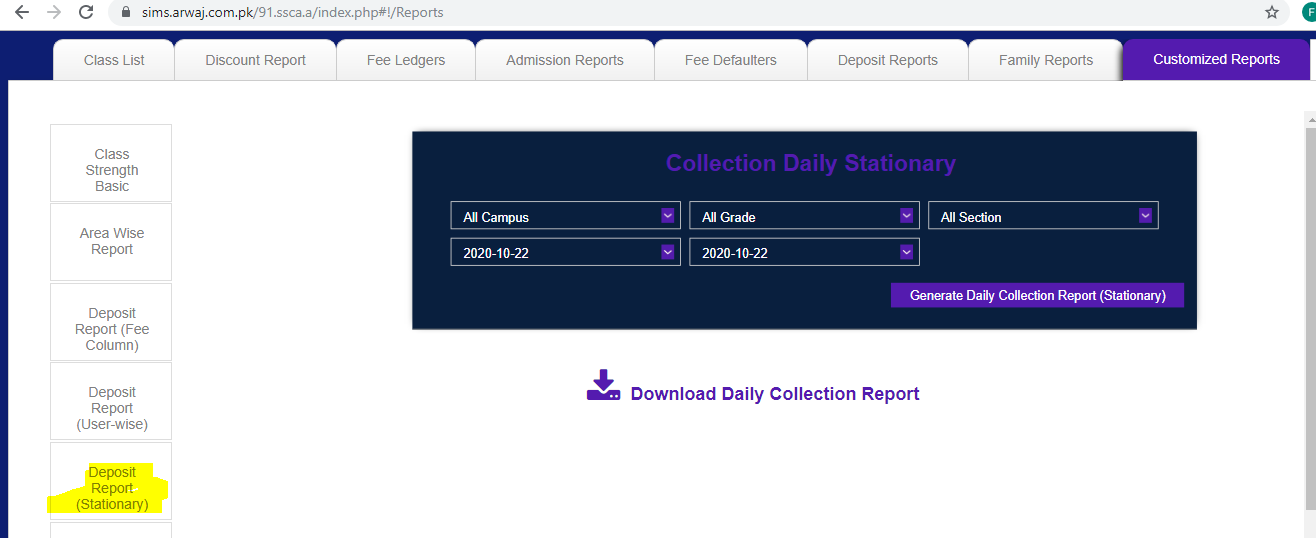 sims.arwaj.com.pk/91.ssca.a/index.php#!/Reports
F
Class List
Discount Report
Fee Ledgers
Admission Reports
Fee Defaulters
Deposit Reports
Family Reports
Customized Reports
Class
Strength
Basic
Area Wise
Report
Deposit
Report (Fee
Column)
Deposit
Report
(User-wise)
Deposit
Report
(Stationary)
Collection Daily Stationary
All Campus
All Grade
All Section
2020-10-22
2020-10-22
Generate Daily Collection Report (Stationary)
Download Daily Collection Report